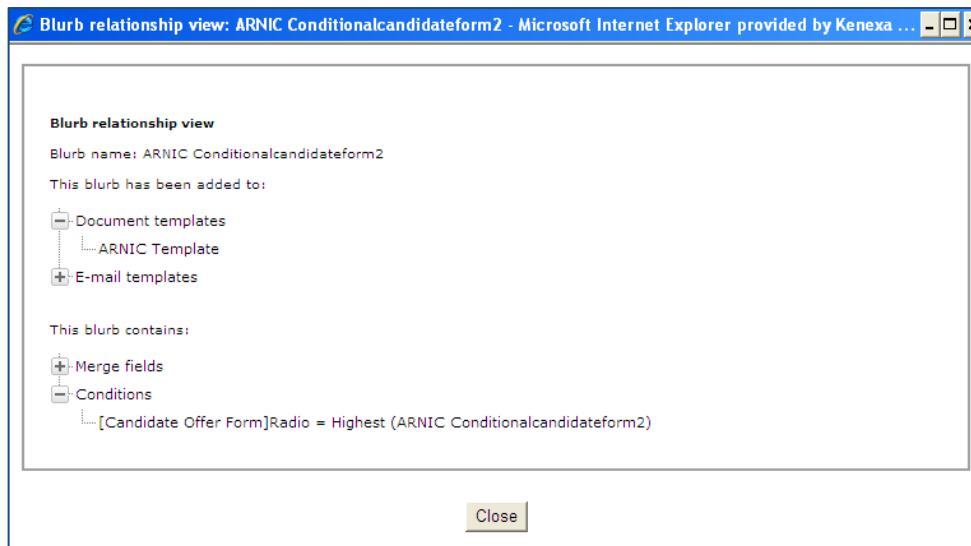 Blurb relationship view: ARNIC Conditionalcandidateform2 - Microsoft Internet Explorer provided by Kenexa ...
Blurb relationship view
Blurb name: ARNIC Conditionalcandidateform2
This blurb has been added to:
Document templates
ARNIC Template
E-mail templates
This blurb contains:
Merge fields
Conditions
[Candidate Offer Form]Radio = Highest (ARNIC Conditionalcandidateform2)
Close